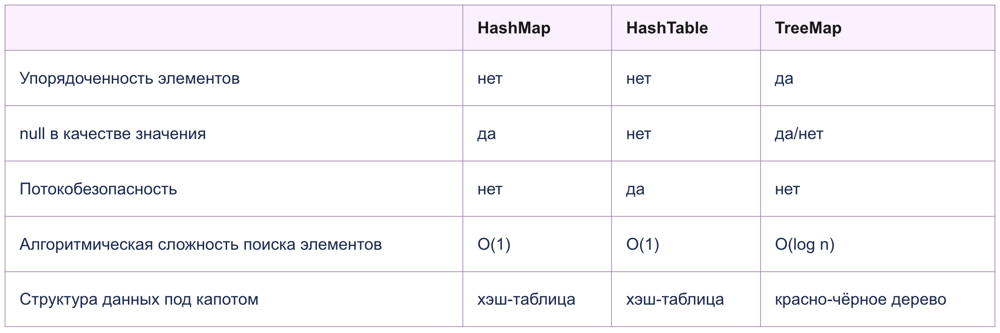 HashMap HashTable TreeMap
Упорядоченность элементов нет нет да
null в качестве значения да нет да/нет
Потокобезопасность нет да нет
Алгоритмическая сложность поиска элементов O(1) O(1) O(log n)
Структура данных под капотом хэш-таблица хэш-таблица красно-чёрное дерево